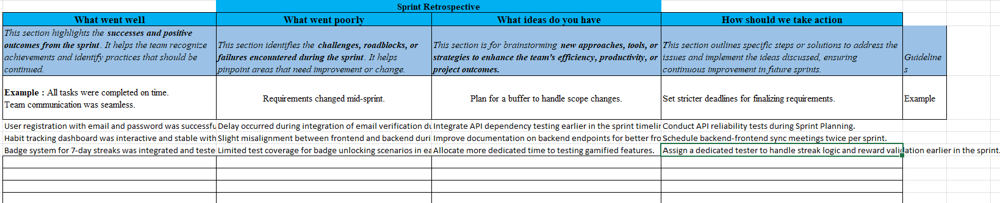 Sprint Retrospective
What went well
What went poorly
What ideas do you have
How should we take action
This section highlights the successes and positive
outcomes from the sprint. It helps the team recognize
achievements and identify practices that should be
continued.
This section identifies the challenges, roadblocks, or
failures encountered during the sprint. It helps
pinpoint areas that need improvement or change.
This section is for brainstorming new approaches, tools, or
strategies to enhance the team's efficiency, productivity, or
project outcomes.
This section outlines specific steps or solutions to address the
issues and implement the ideas discussed, ensuring
continuous improvement in future sprints.
Guideline
s
Example : All tasks were completed on time.
Team communication was seamless.
Requirements changed mid-sprint.
Plan for a buffer to handle scope changes.
Set stricter deadlines for finalizing requirements.
Example
User registration with email and password was successfu
Delay occurred during integration of email verification du
Integrate API dependency testing earlier in the sprint timelin
Conduct API reliability tests during Sprint Planning.
Habit tracking dashboard was interactive and stable with
Slight misalignment between frontend and backend duri
Improve documentation on backend endpoints for better fro
Schedule backend-frontend sync meetings twice per sprint.
Badge system for 7-day streaks was integrated and teste
Limited test coverage for badge unlocking scenarios in ea
Allocate more dedicated time to testing gamified features.
Assign a dedicated tester to handle streak logic and reward validation earlier in the sprint.